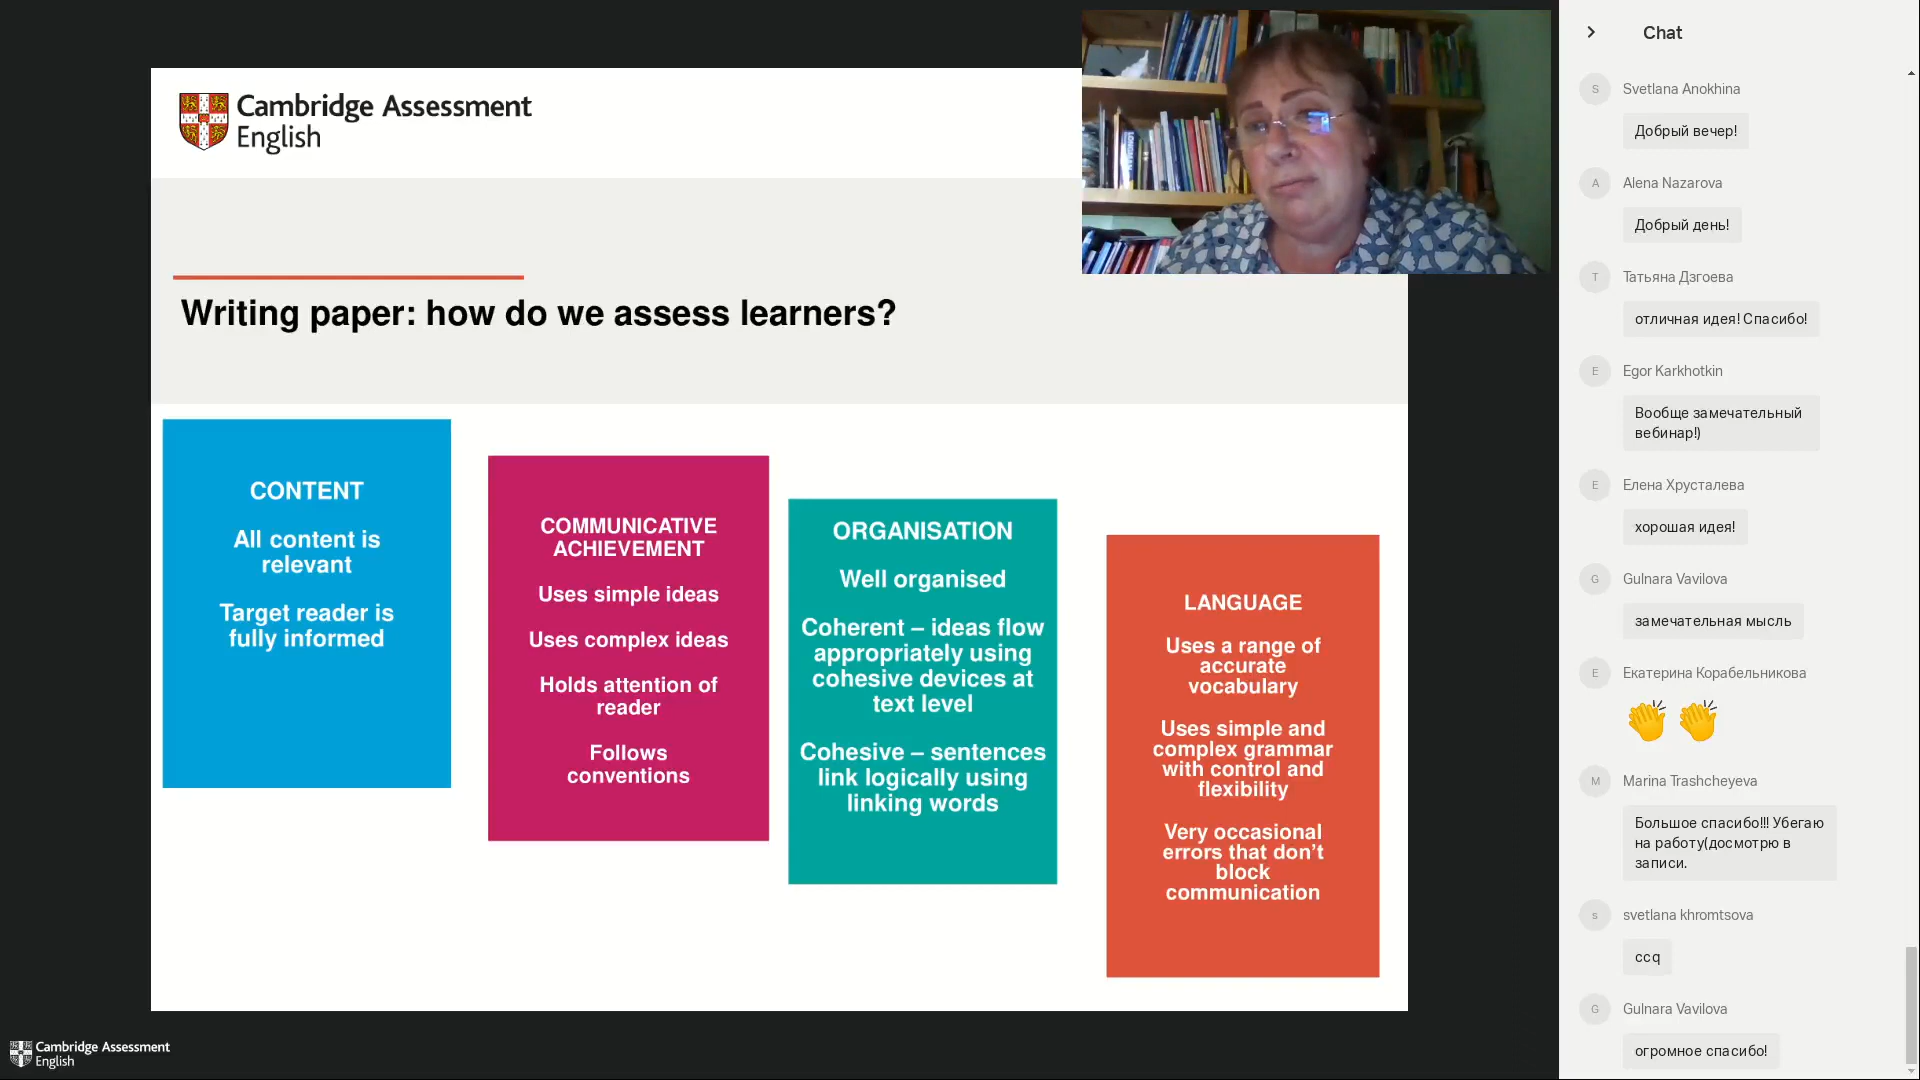 Cambridge Assessment
English
Writing paper: how do we assess learners?
CONTENT
All content is
relevant
Target reader is
fully informed
COMMUNICATIVE
ACHIEVEMENT
Uses simple ideas
Uses complex ideas
Holds attention of
reader
Follows
conventions
ORGANISATION
Well organised
Coherent – ideas flow
appropriately using
cohesive devices at
text level
Cohesive – sentences
link logically using
linking words
LANGUAGE
Uses a range of
accurate
vocabulary
Uses simple and
complex grammar
with control and
flexibility
Very occasional
errors that don’t
block
communication
Cambridge Assessment
English
Chat
S
Svetlana Anokhina
Добрый вечер!
A
Alena Nazarova
Добрый день!
Т
Татьяна Дзгоева
отличная идея! Спасибо!
E
Egor Karkhotkin
Вообще замечательный
вебинар!)
Е
Елена Хрусталева
хорошая идея!
G
Gulnara Vavilova
замечательная мысль
Е
Екатерина Корабельникова
👏 👏
M
Marina Trashcheyeva
Большое спасибо!!! Убегаю
на работу(досмотрю в
записи.
s
svetlana khromtsova
ccq
G
Gulnara Vavilova
огромное спасибо!